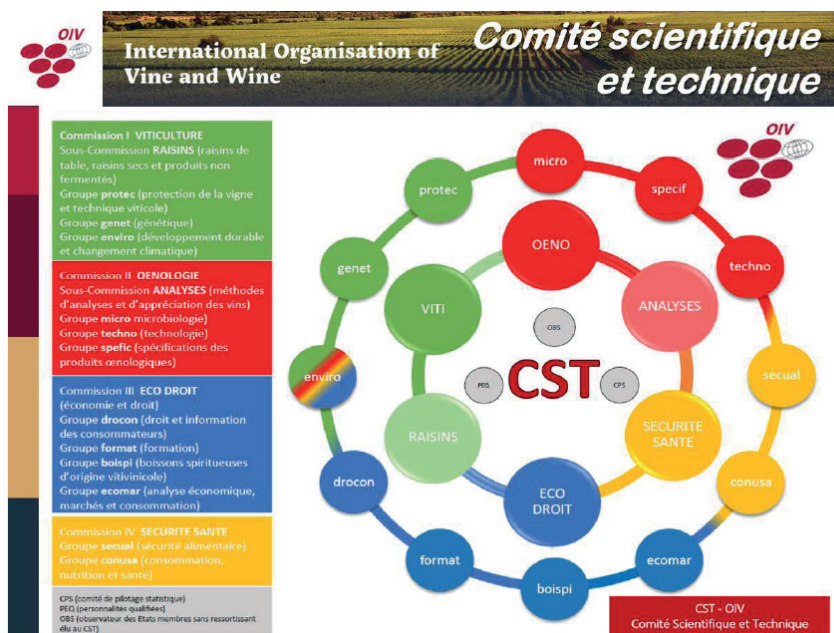 OIV
International Organisation of
Vine and Wine
Comité scientifique
et technique
Commission I VITICULTURE
Sous-Commission RAISINS (raisins de
table, raisins secs et produits non
fermentés)
Groupe protec (protection de la vigne
et technique viticole)
Groupe genet (génétique)
Groupe enviro (développement durable
et changement climatique)
Commission II OENOLOGIE
Sous-Commission ANALYSES (méthodes
d'analyses et d'appréciation des vins)
Groupe micro microbiologie)
Groupe techno (technologie)
Groupe spefic (spécifications des
produits œnologiques)
Commission III ECO DROIT
(économie et droit)
Groupe drocon (droit et information
des consommateurs)
Groupe format (formation)
Groupe boispi (boissons spiritueuses
d'origine vitivinicole)
Groupe ecomar (analyse économique,
marchés et consommation)
Commission IV SECURITE SANTE
Groupe secual (sécurité alimentaire)
Groupe conusa (consommation,
nutrition et santé)
CPS (comité de pilotage statistique)
PEQ (personnalités qualifiées)
OBS (observateur des Etats membres sans ressortissant
élu au CST)
OIV
micro
protec
specif
OENO
genet
techno
VITI
ANALYSES
OBS
enviro
PEQ
CST
CPS
secual
RAISINS
SECURITE
SANTE
drocon
ECO
DROIT
conusa
format
ecomar
boispi
CST - OIV
Comité Scientifique et Technique